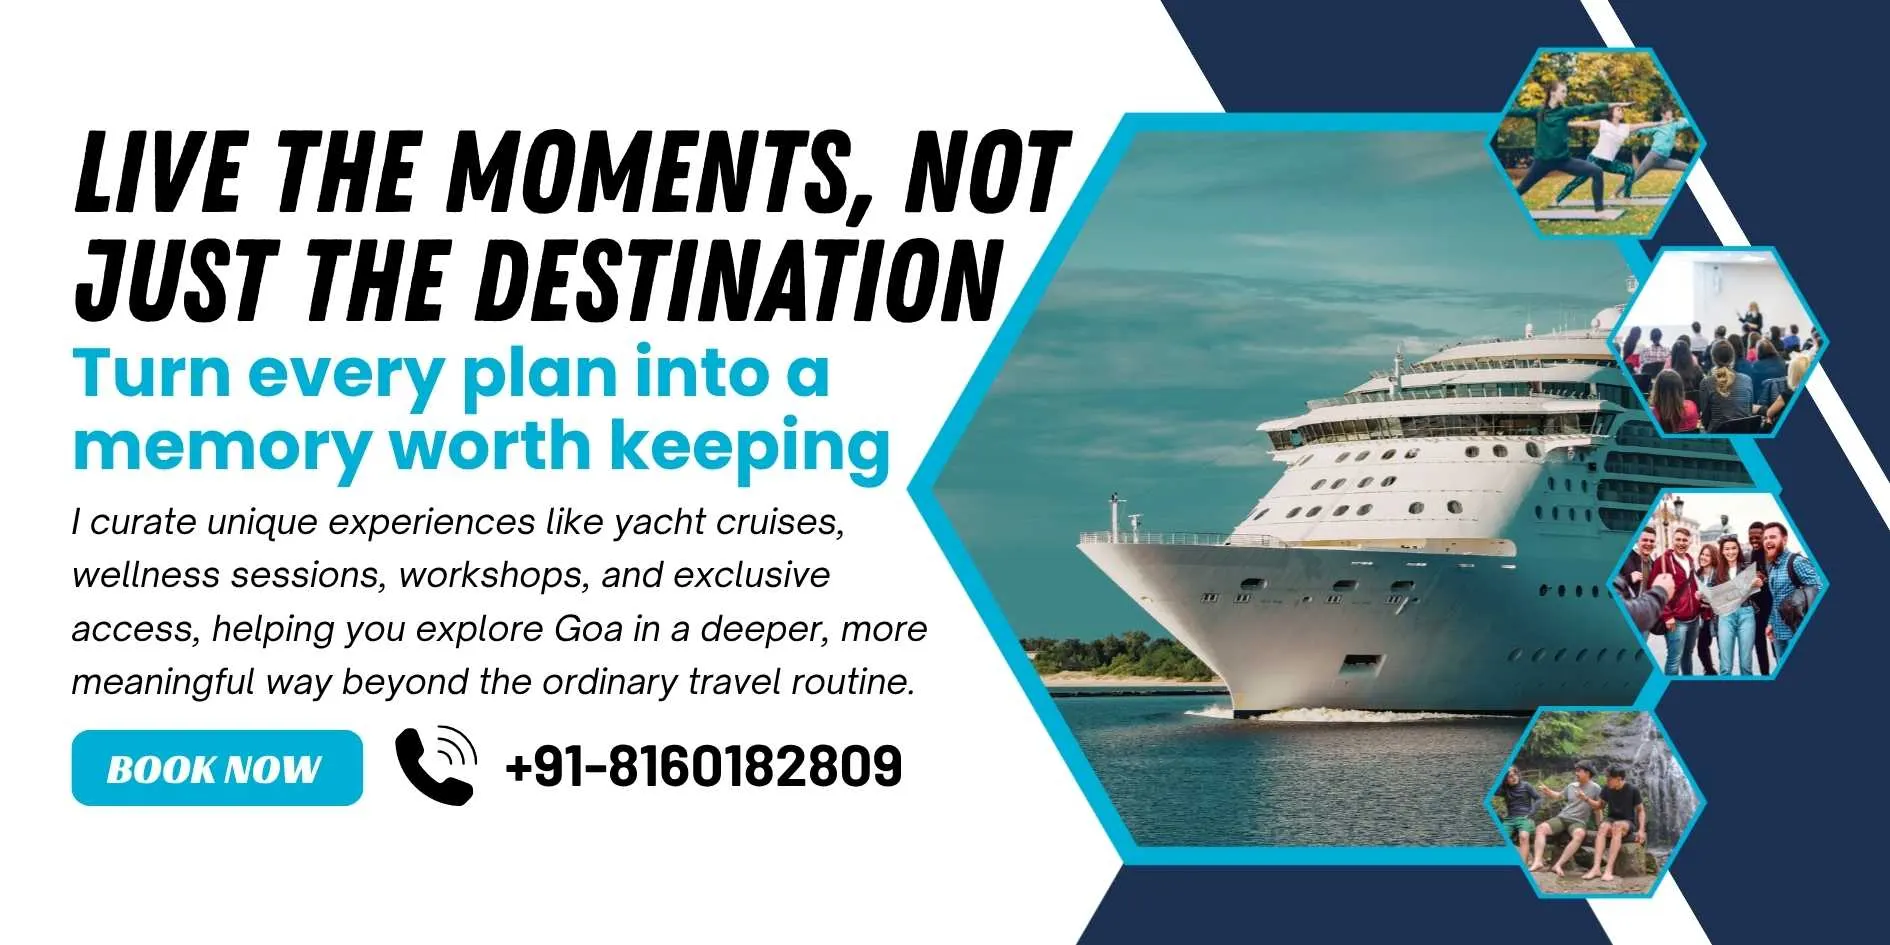 LIVE THE MOMENTS, NOT
JUST THE DESTINATION
Turn every plan into a
memory worth keeping
I curate unique experiences like yacht cruises,
wellness sessions, workshops, and exclusive
access, helping you explore Goa in a deeper, more
meaningful way beyond the ordinary travel routine.
BOOK NOW
+91-8160182809